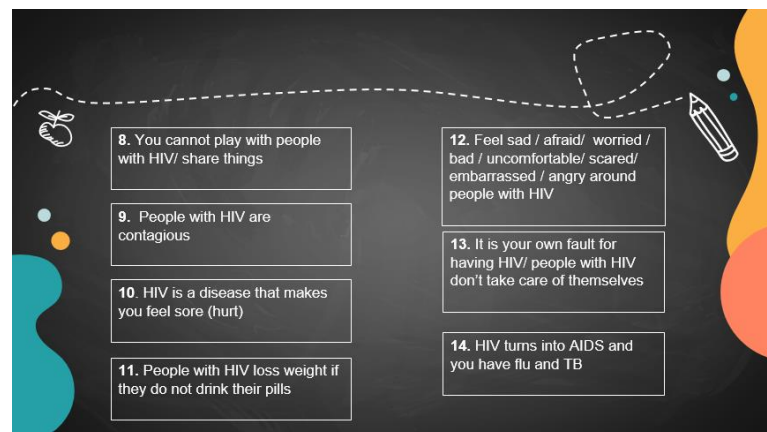 8. You cannot play with people
with HIV/ share things
9.  People with HIV are
contagious
10. HIV is a disease that makes
you feel sore (hurt)
11. People with HIV loss weight if
they do not drink their pills
12. Feel sad / afraid/  worried /
bad / uncomfortable/ scared/
embarrassed / angry around
people with HIV
13. It is your own fault for
having HIV/ people with HIV
don’t take care of themselves
14. HIV turns into AIDS and
you have flu and TB